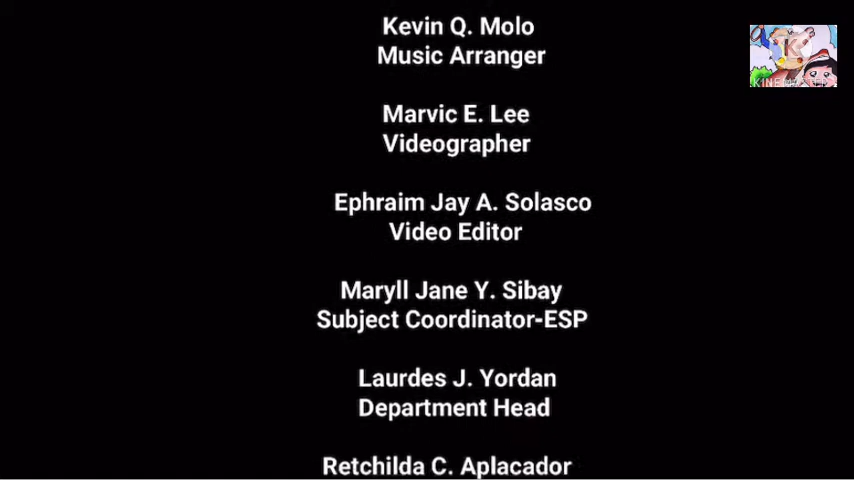 Kevin Q. Molo
Music Arranger
Marvic E. Lee
Videographer
Ephraim Jay A. Solasco
Video Editor
Maryll Jane Y. Sibay
Subject Coordinator-ESP
Laurdes J. Yordan
Department Head
Retchilda C. Aplacador
KINEMASTER